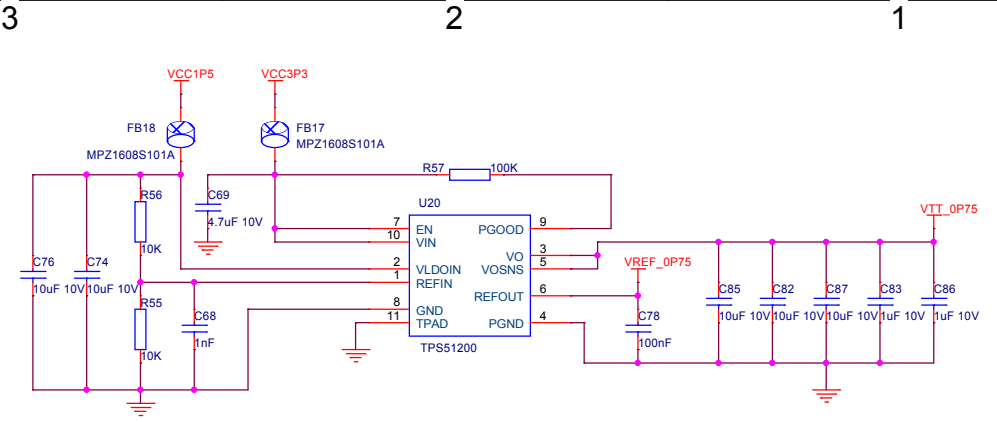 3 2 1
VCC1P5 VCC3P3
FB18 FB17
MPZ1608S101A MPZ1608S101A
R57 100K
R56 C69 U20
4.7uF 10V
VTT_0P75
7 EN PGOOD 9
10 VIN
10K
VO 3
C76 C74 2 VLDOIN VOSNS 5 VREF_0P75
1 REFIN
10uF 10V 10uF 10V
REFOUT 6 C85 C82 C87 C83 C86
R55 C68 8 GND C78 10uF 10V 10uF 10V 10uF 10V 1uF 10V 1uF 10V
11 TPAD PGND 4
1nF 100nF
10K TPS51200